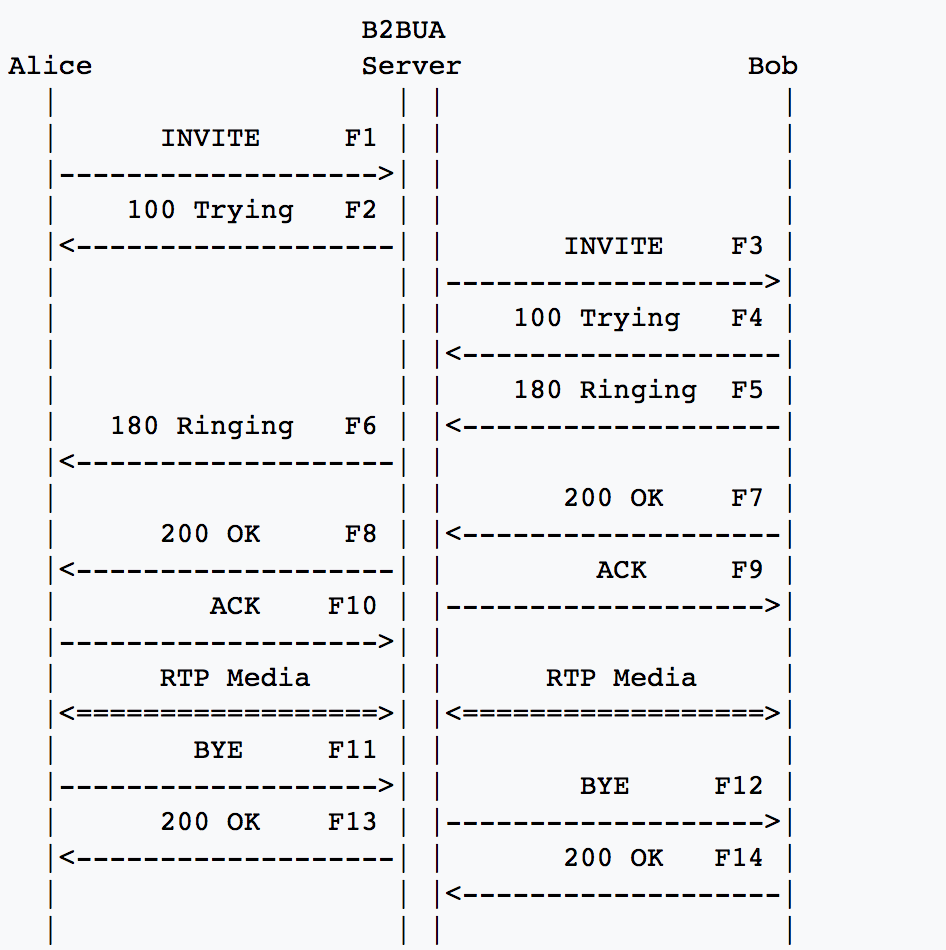 B2BUA
Alice                Server                 Bob
  |                    | |                    |
  |      INVITE     F1 | |                    |
  |------------------->| |                    |
  |    100 Trying   F2 | |                    |
  |<-------------------| |       INVITE    F3 |
  |                    | |------------------->|
  |                    | |    100 Trying   F4 |
  |                    | |<-------------------|
  |                    | |    180 Ringing  F5 |
  |   180 Ringing   F6 | |<-------------------|
  |<-------------------| |                    |
  |                    | |       200 OK    F7 |
  |      200 OK     F8 | |<-------------------|
  |<-------------------| |         ACK     F9 |
  |         ACK    F10 | |------------------->|
  |------------------->| |                    |
  |      RTP Media     | |      RTP Media     |
  |<==================>| |<==================>|
  |        BYE     F11 | |                    |
  |------------------->| |        BYE     F12 |
  |      200 OK    F13 | |------------------->|
  |<-------------------| |       200 OK   F14 |
  |                    | |<-------------------|
  |                    | |                    |